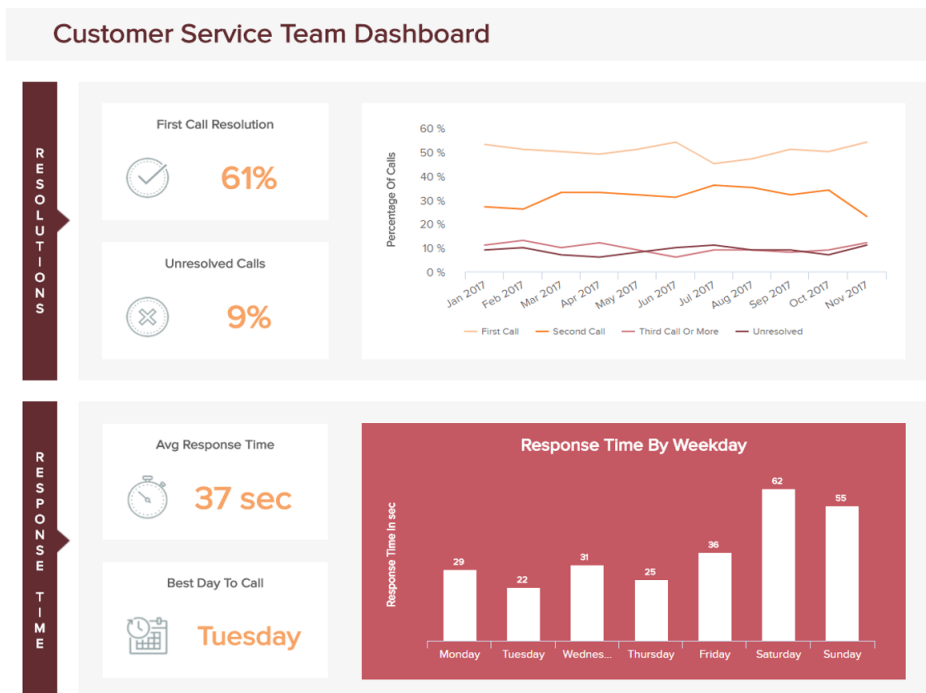 Customer Service Team Dashboard
RESOLUTIONS
First Call Resolution
61%
Unresolved Calls
9%
Percentage Of Calls
60 %
50 %
40 %
30 %
20 %
10 %
0 %
Jan 2017
Feb 2017
Mar 2017
Apr 2017
May 2017
Jun 2017
Jul 2017
Aug 2017
Sep 2017
Oct 2017
Nov 2017
First Call
Second Call
Third Call Or More
Unresolved
RESPONSE TIME
Avg Response Time
37 sec
Best Day To Call
Tuesday
Response Time By Weekday
Response Time In sec
29
22
31
25
36
62
55
Monday
Tuesday
Wednes...
Thursday
Friday
Saturday
Sunday